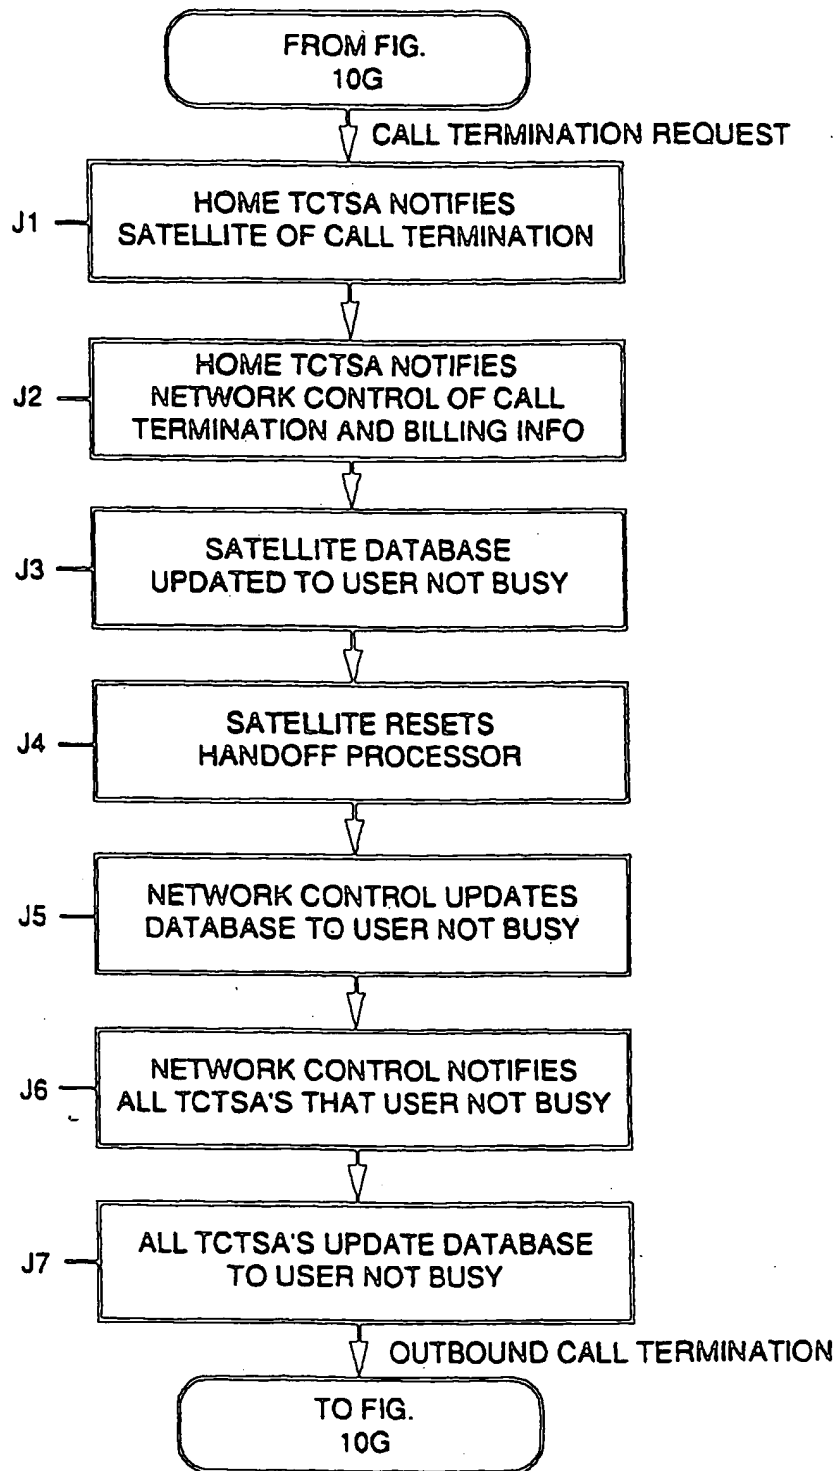 FROM FIG.
10G
CALL TERMINATION REQUEST
J1
HOME TCTSA NOTIFIES
SATELLITE OF CALL TERMINATION
J2
HOME TCTSA NOTIFIES
NETWORK CONTROL OF CALL
TERMINATION AND BILLING INFO
J3
SATELLITE DATABASE
UPDATED TO USER NOT BUSY
J4
SATELLITE RESETS
HANDOFF PROCESSOR
J5
NETWORK CONTROL UPDATES
DATABASE TO USER NOT BUSY
J6
NETWORK CONTROL NOTIFIES
ALL TCTSA'S THAT USER NOT BUSY
J7
ALL TCTSA'S UPDATE DATABASE
TO USER NOT BUSY
OUTBOUND CALL TERMINATION
TO FIG.
10G